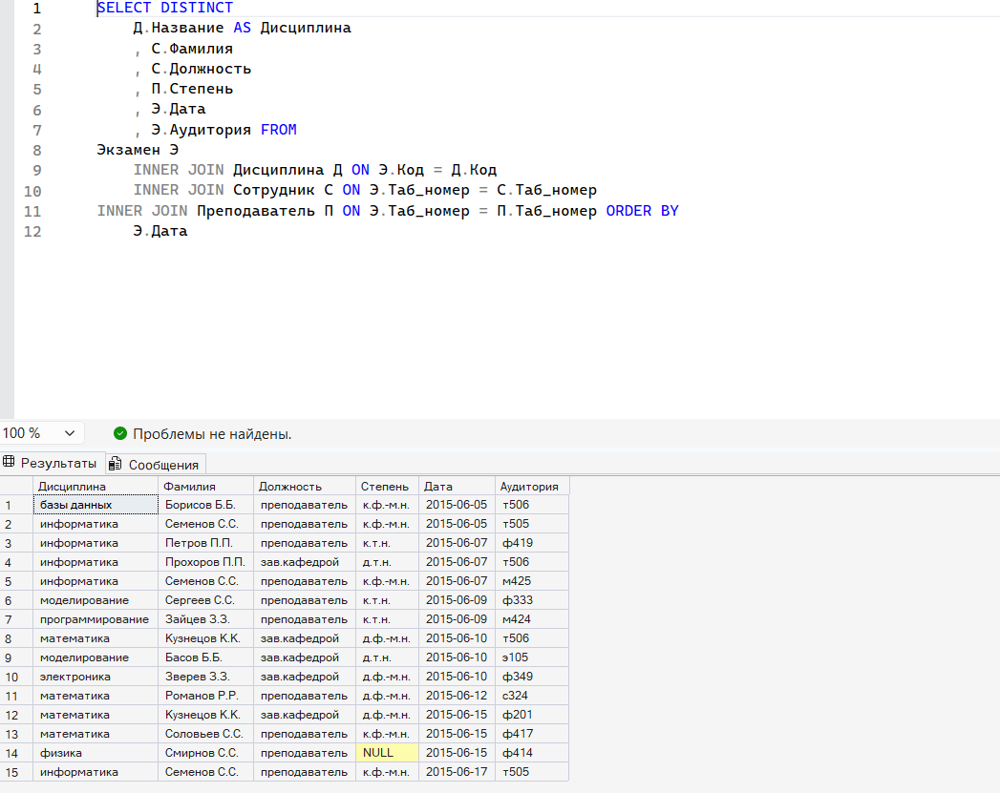 1 SELECT DISTINCT
2 Д.Название AS Дисциплина
3 , С.Фамилия
4 , С.Должность
5 , П.Степень
6 , Э.Дата
7 , Э.Аудитория FROM
8 Экзамен Э
9 INNER JOIN Дисциплина Д ON Э.Код = Д.Код
10 INNER JOIN Сотрудник С ON Э.Таб_номер = С.Таб_номер
11 INNER JOIN Преподаватель П ON Э.Таб_номер = П.Таб_номер ORDER BY
12 Э.Дата
100 % Проблемы не найдены.
Результаты Сообщения
Дисциплина Фамилия Должность Степень Дата Аудитория
1 базы данных Борисов Б.Б. преподаватель к.ф.-м.н. 2015-06-05 т506
2 информатика Семенов С.С. преподаватель к.ф.-м.н. 2015-06-05 т505
3 информатика Петров П.П. преподаватель к.т.н. 2015-06-07 ф419
4 информатика Прохоров П.П. зав.кафедрой д.т.н. 2015-06-07 т506
5 информатика Семенов С.С. преподаватель к.ф.-м.н. 2015-06-07 м425
6 моделирование Сергеев С.С. преподаватель к.т.н. 2015-06-09 ф333
7 программирование Зайцев З.З. преподаватель к.т.н. 2015-06-09 м424
8 математика Кузнецов К.К. зав.кафедрой д.ф.-м.н. 2015-06-10 т506
9 моделирование Басов Б.Б. зав.кафедрой д.т.н. 2015-06-10 э105
10 электроника Зверев З.З. зав.кафедрой д.ф.-м.н. 2015-06-10 ф349
11 математика Романов Р.Р. преподаватель д.ф.-м.н. 2015-06-12 с324
12 математика Кузнецов К.К. зав.кафедрой д.ф.-м.н. 2015-06-15 ф201
13 математика Соловьев С.С. преподаватель к.ф.-м.н. 2015-06-15 ф417
14 физика Смирнов С.С. преподаватель NULL 2015-06-15 ф414
15 информатика Семенов С.С. преподаватель к.ф.-м.н. 2015-06-17 т505